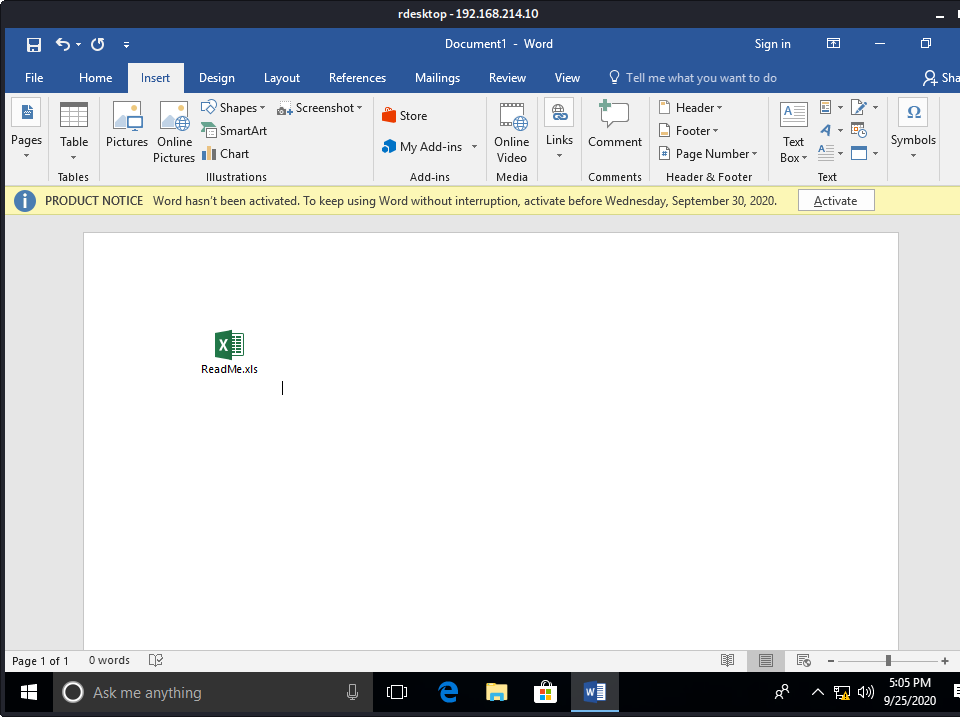 rdesktop - 192.168.214.10
Document1 - Word
Sign in
File Home Insert Design Layout References Mailings Review View Tell me what you want to do Sha
Pages
Table
Tables
Pictures
Online Pictures
Shapes
SmartArt
Chart
Screenshot
Illustrations
Store
My Add-ins
Add-ins
Online Video
Media
Links
Comment
Comments
Header
Footer
Page Number
Header & Footer
Text Box
Text
Symbols
PRODUCT NOTICE Word hasn't been activated. To keep using Word without interruption, activate before Wednesday, September 30, 2020. Activate
ReadMe.xls
Page 1 of 1 0 words
Ask me anything
5:05 PM
9/25/2020